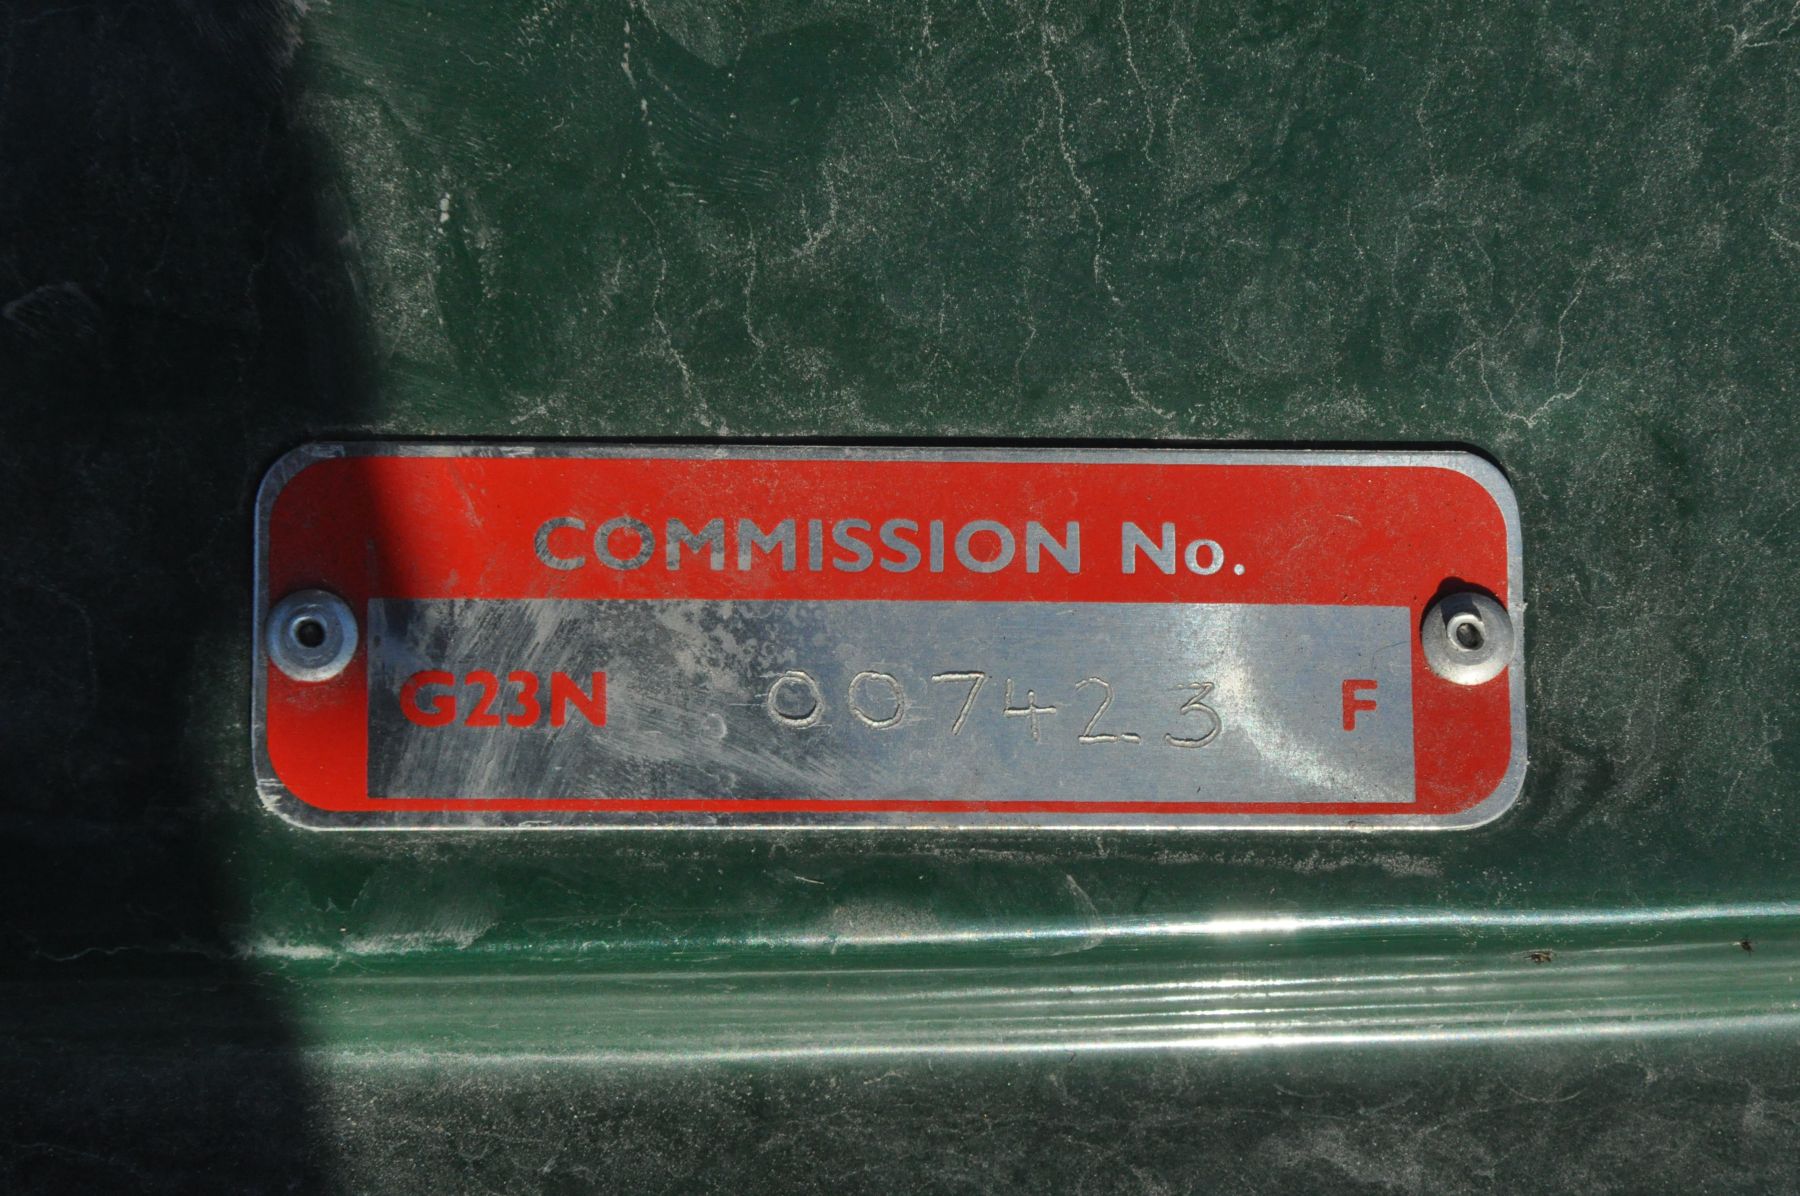 COMMISSION No.
G23N 007423 F